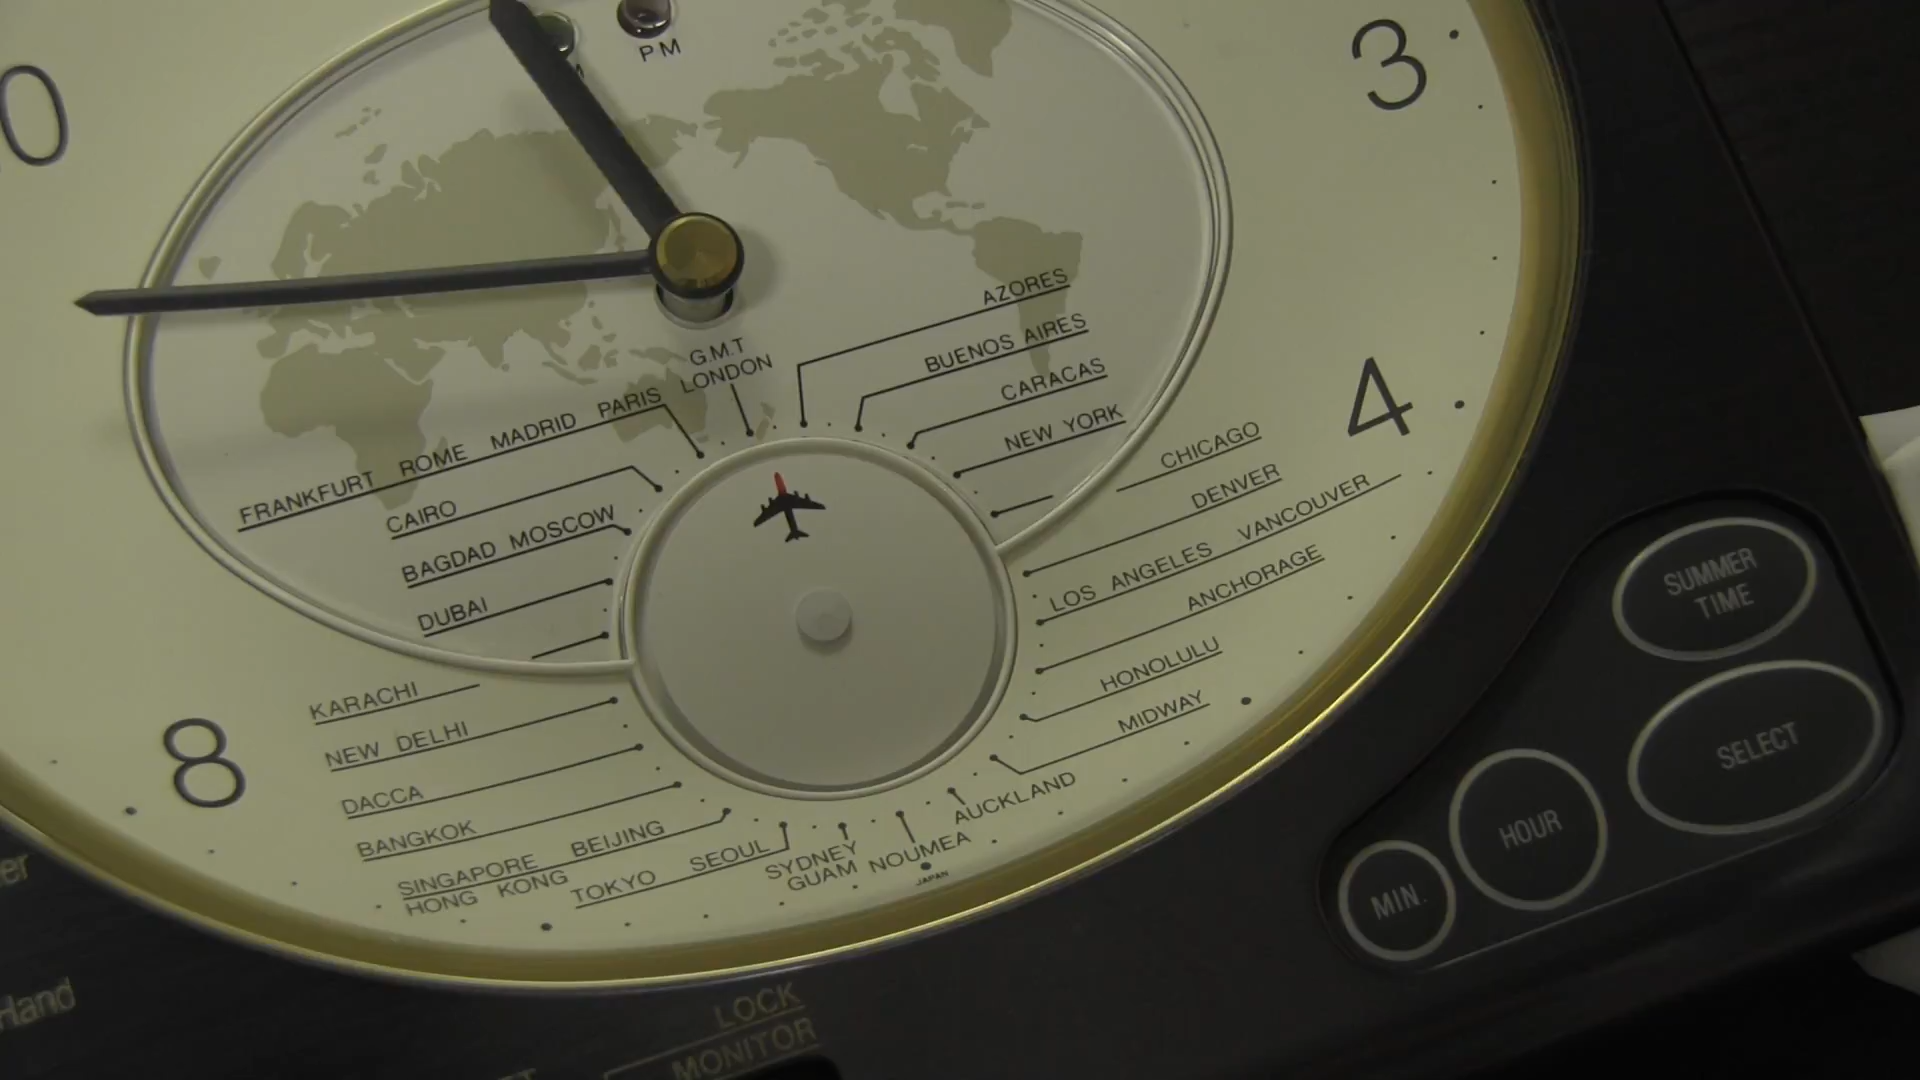 PM
3
4
8
G.M.T
LONDON
AZORES
BUENOS AIRES
CARACAS
NEW YORK
CHICAGO
DENVER
LOS ANGELES VANCOUVER
ANCHORAGE
HONOLULU
MIDWAY
AUCKLAND
NOUMEA
SYDNEY
GUAM
TOKYO SEOUL
SINGAPORE BEIJING
HONG KONG
BANGKOK
DACCA
NEW DELHI
KARACHI
DUBAI
BAGDAD MOSCOW
CAIRO
FRANKFURT ROME MADRID PARIS
JAPAN
SUMMER
TIME
SELECT
HOUR
MIN.
Hand
LOCK
MONITOR